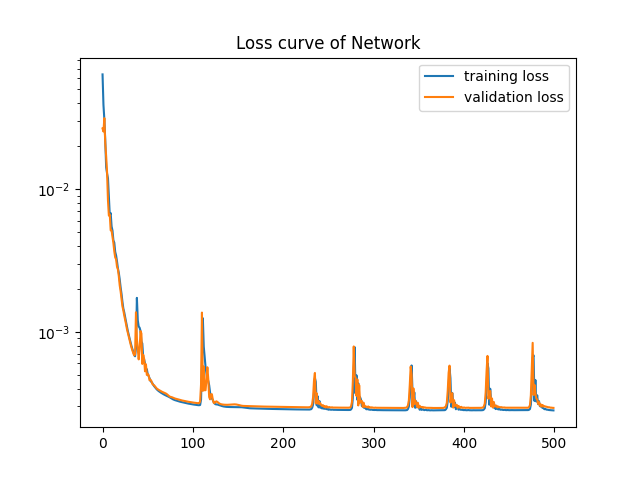 Loss curve of Network
training loss
validation loss
10⁻²
10⁻³
0 100 200 300 400 500